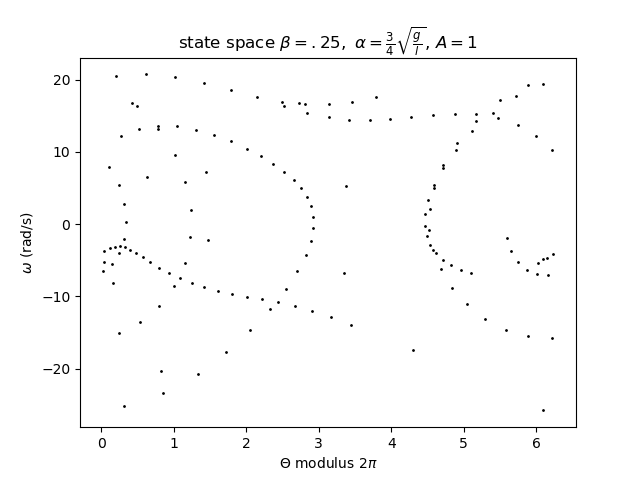 state space β = .25, α = 3/4 √(g/l), A = 1
20
10
0
−10
−20
ω (rad/s)
0 1 2 3 4 5 6
Θ modulus 2π